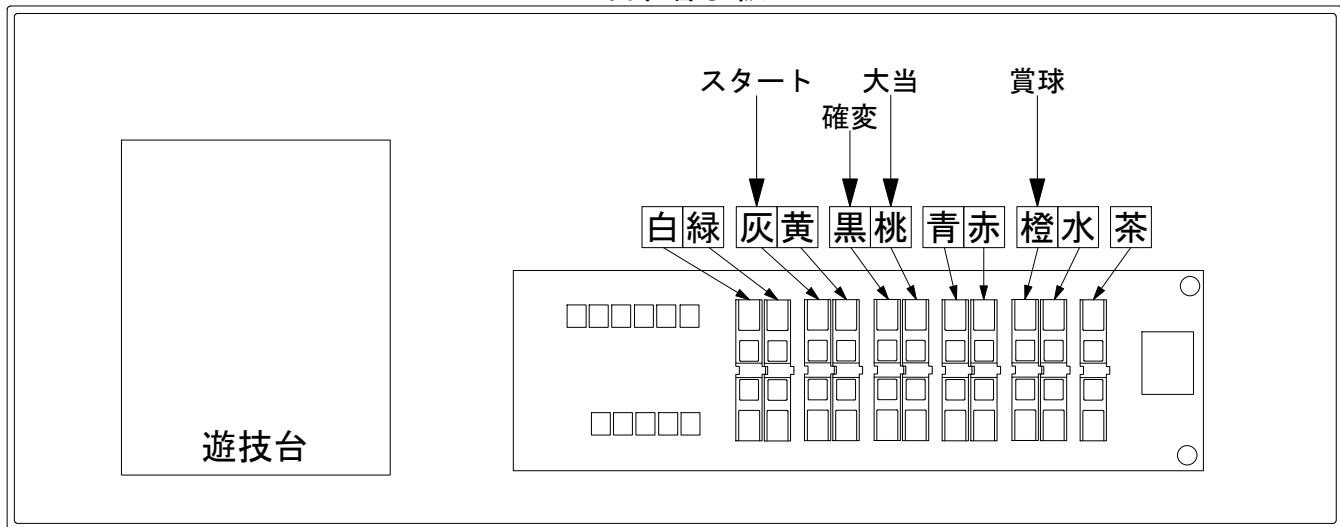 スタート
大当
賞球
確変
白緑 灰黄 黒桃 青赤 橙水 茶
遊技台